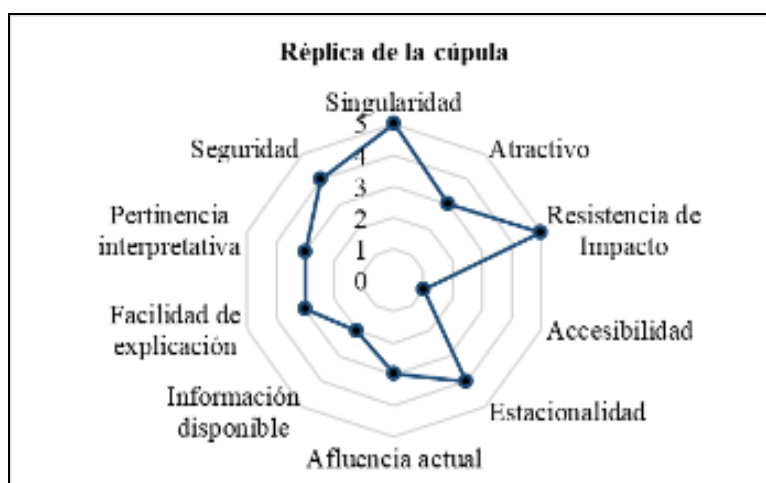 Réplica de la cúpula
Singularidad
5
4
3
2
1
0
Atractivo
Resistencia de
Impacto
Accesibilidad
Estacionalidad
Afluencia actual
Información
disponible
Facilidad de
explicación
Pertinencia
interpretativa
Seguridad